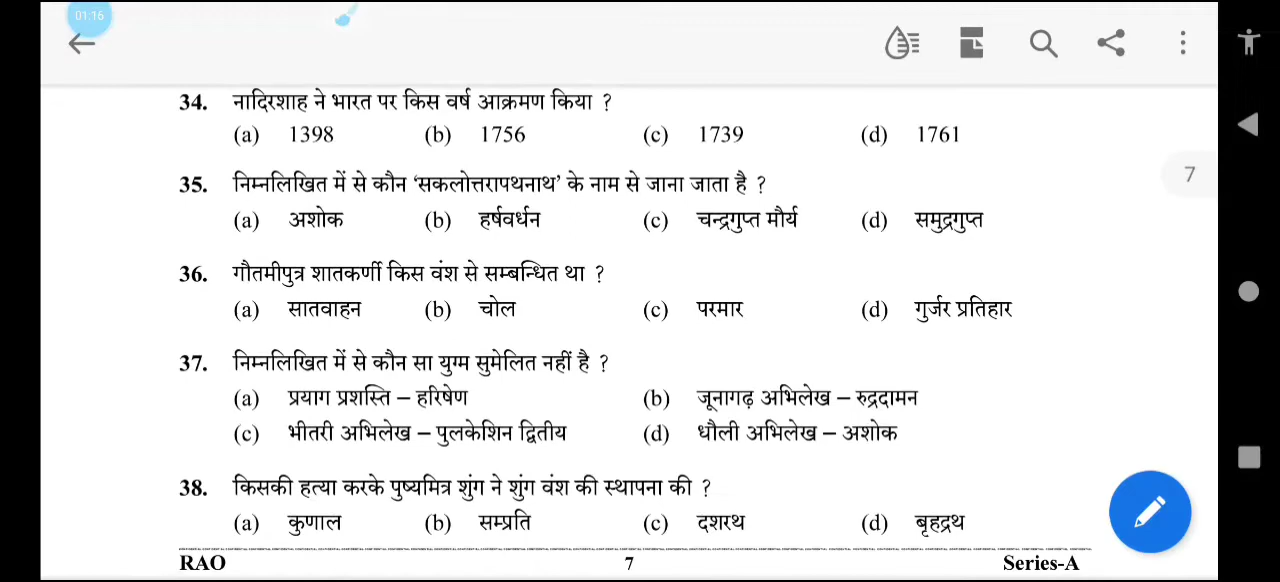 01:16
34. नादिरशाह ने भारत पर किस वर्ष आक्रमण किया ?
(a) 1398 (b) 1756 (c) 1739 (d) 1761
7
35. निम्नलिखित में से कौन ‘सकलोत्तरापथनाथ’ के नाम से जाना जाता है ?
(a) अशोक (b) हर्षवर्धन (c) चन्द्रगुप्त मौर्य (d) समुद्रगुप्त
36. गौतमीपुत्र शातकर्णी किस वंश से सम्बन्धित था ?
(a) सातवाहन (b) चोल (c) परमार (d) गुर्जर प्रतिहार
37. निम्नलिखित में से कौन सा युग्म सुमेलित नहीं है ?
(a) प्रयाग प्रशस्ति – हरिषेण (b) जूनागढ़ अभिलेख – रुद्रदामन
(c) भीतरी अभिलेख – पुलकेशिन द्वितीय (d) धौली अभिलेख – अशोक
38. किसकी हत्या करके पुष्यमित्र शुंग ने शुंग वंश की स्थापना की ?
(a) कुणाल (b) सम्प्रति (c) दशरथ (d) बृहद्रथ
RAO 7 Series-A